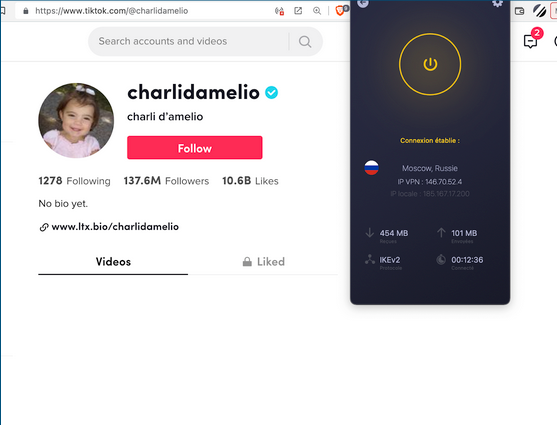 https://www.tiktok.com/@charlidamelio
Search accounts and videos
2
charlidamelio
charli d'amelio
Follow
1278 Following 137.6M Followers 10.6B Likes
No bio yet.
www.ltx.bio/charlidamelio
Videos
Liked
Connexion établie :
Moscow, Russie
IP VPN : 146.70.52.4
IP locale : 185.167.17.200
454 MB
101 MB
IKEv2
Protocole
00:12:36
Connecté